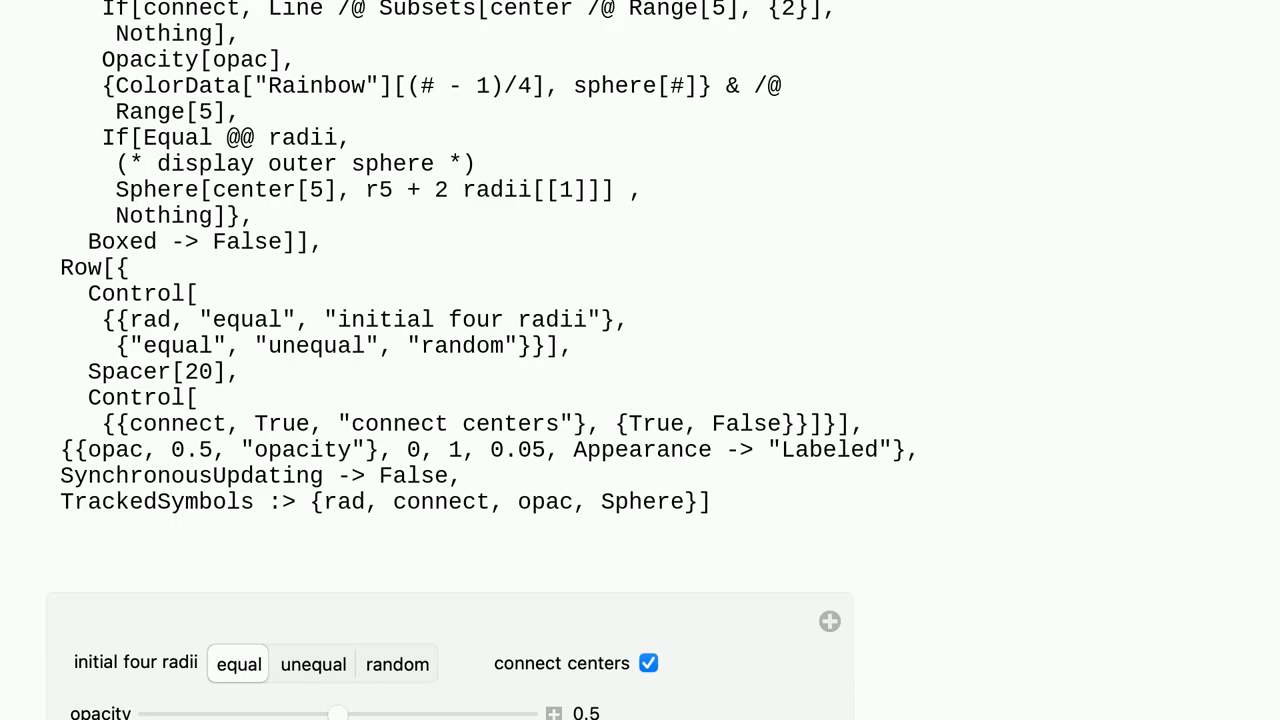 If[connect, Line /@ Subsets[center /@ Range[5], {2}],
Nothing],
Opacity[opac],
{ColorData["Rainbow"][(# - 1)/4], sphere[#]} & /@
Range[5],
If[Equal @@ radii,
(* display outer sphere *)
Sphere[center[5], r5 + 2 radii[[1]]] ,
Nothing]},
Boxed -> False]],
Row[{
Control[
{{rad, "equal", "initial four radii"},
{"equal", "unequal", "random"}}],
Spacer[20],
Control[
{{connect, True, "connect centers"}, {True, False}}]}],
{{opac, 0.5, "opacity"}, 0, 1, 0.05, Appearance -> "Labeled"},
SynchronousUpdating -> False,
TrackedSymbols :> {rad, connect, opac, Sphere}]
initial four radii equal unequal random connect centers
opacity 0.5